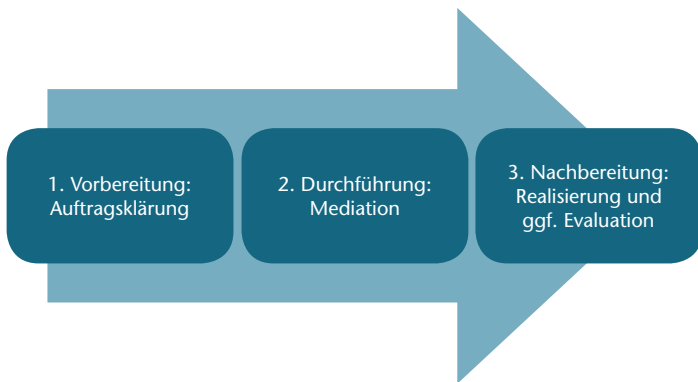 1. Vorbereitung:
Auftragsklärung
2. Durchführung:
Mediation
3. Nachbereitung:
Realisierung und
ggf. Evaluation